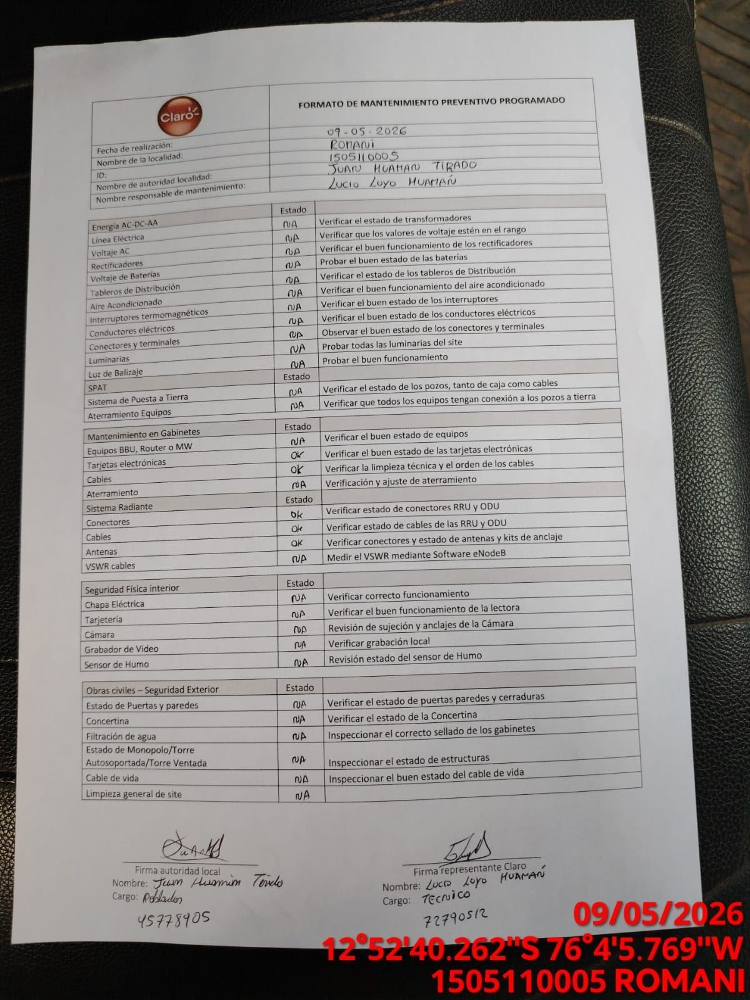 Claro
FORMATO DE MANTENIMIENTO PREVENTIVO PROGRAMADO
Fecha de realización: 09-05-2026
Nombre de la localidad: ROMANI
ID: 1505110005
Nombre de autoridad localidad: JUAN HUAMAN TIRADO
Nombre responsable de mantenimiento: LUCIO LUYO HUAMAÑ
Energía AC-DC-AA Estado
Línea Eléctrica NA Verificar el estado de transformadores
Voltaje AC NA Verificar que los valores de voltaje estén en el rango
Rectificadores NA Verificar el buen funcionamiento de los rectificadores
Voltaje de Baterías NA Probar el buen estado de las baterías
Tableros de Distribución NA Verificar el estado de los tableros de Distribución
Aire Acondicionado NA Verificar el buen funcionamiento del aire acondicionado
Interruptores termomagnéticos NA Verificar el buen estado de los interruptores
Conductores eléctricos NA Verificar el buen estado de los conductores eléctricos
Conectores y terminales NA Observar el buen estado de los conectores y terminales
Luminarias NA Probar todas las luminarias del site
Luz de Balizaje NA Probar el buen funcionamiento
SPAT Estado
Sistema de Puesta a Tierra NA Verificar el estado de los pozos, tanto de caja como cables
Aterramiento Equipos NA Verificar que todos los equipos tengan conexión a los pozos a tierra
Mantenimiento en Gabinetes Estado
Equipos BBU, Router o MW NA Verificar el buen estado de equipos
Tarjetas electrónicas OK Verificar el buen estado de las tarjetas electrónicas
Cables OK Verificar la limpieza técnica y el orden de los cables
Aterramiento NA Verificación y ajuste de aterramiento
Sistema Radiante Estado
Conectores Ok Verificar estado de conectores RRU y ODU
Cables Ok Verificar estado de cables de las RRU y ODU
Antenas OK Verificar conectores y estado de antenas y kits de anclaje
VSWR cables NA Medir el VSWR mediante Software eNodeB
Seguridad Física interior Estado
Chapa Eléctrica NA Verificar correcto funcionamiento
Tarjetería NA Verificar el buen funcionamiento de la lectora
Cámara NA Revisión de sujeción y anclajes de la Cámara
Grabador de Video NA Verificar grabación local
Sensor de Humo NA Revisión estado del sensor de Humo
Obras civiles – Seguridad Exterior Estado
Estado de Puertas y paredes NA Verificar el estado de puertas paredes y cerraduras
Concertina NA Verificar el estado de la Concertina
Filtración de agua NA Inspeccionar el correcto sellado de los gabinetes
Estado de Monopolo/Torre
Autosoportada/Torre Ventada NA Inspeccionar el estado de estructuras
Cable de vida NA Inspeccionar el buen estado del cable de vida
Limpieza general de site NA
Firma autoridad local
Nombre: Juan Huaman Tirado
Cargo: Poblador
45778905
Firma representante Claro
Nombre: LUCIO LUYO HUAMAÑ
Cargo: TECNICO
72790512
09/05/2026
12°52'40.262"S 76°4'5.769"W
1505110005 ROMANI